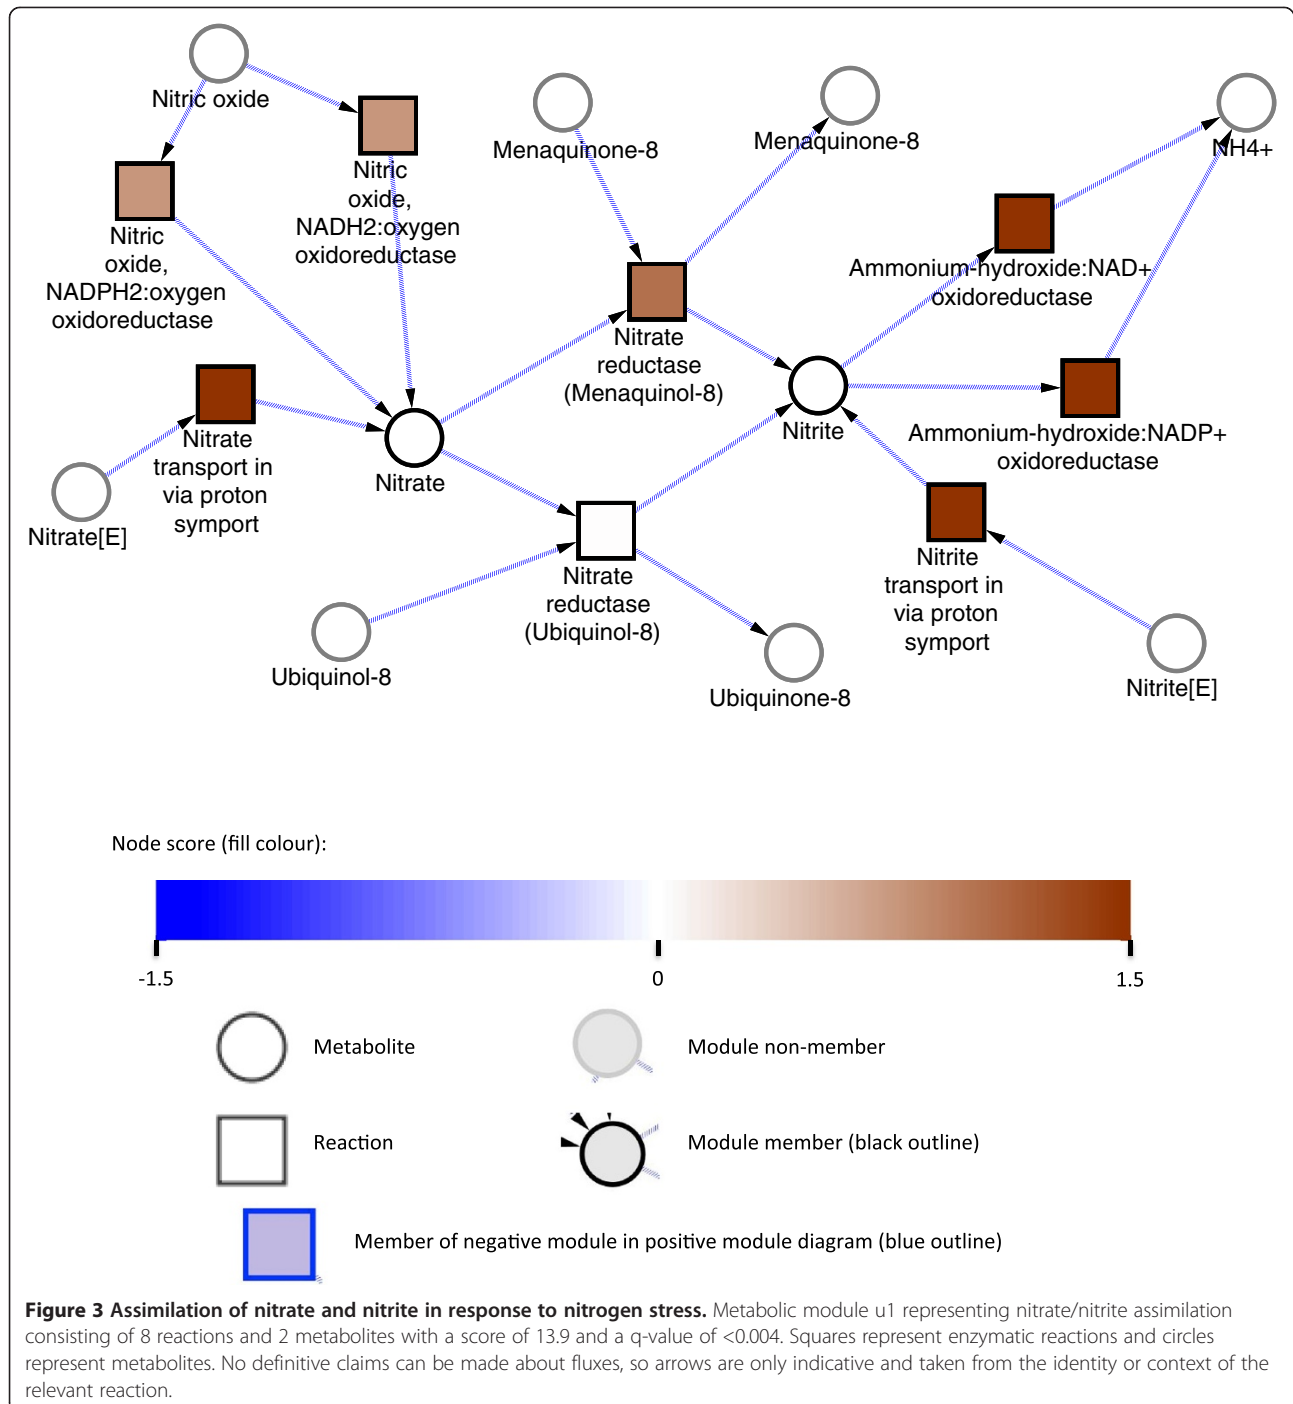 Nitric oxide
Nitric
oxide,
NADH2:oxygen
oxidoreductase
Nitric
oxide,
NADPH2:oxygen
oxidoreductase
Menaquinone-8
Menaquinone-8
NH4+
Nitrate
reductase
(Menaquinol-8)
Ammonium-hydroxide:NAD+
oxidoreductase
Nitrate
transport in
via proton
symport
Nitrate[E]
Nitrate
Nitrite
Ammonium-hydroxide:NADP+
oxidoreductase
Nitrate
reductase
(Ubiquinol-8)
Nitrite
transport in
via proton
symport
Ubiquinol-8
Ubiquinone-8
Nitrite[E]
Node score (fill colour):
-1.5
0
1.5
Metabolite
Module non-member
Reaction
Module member (black outline)
Member of negative module in positive module diagram (blue outline)
Figure 3 Assimilation of nitrate and nitrite in response to nitrogen stress. Metabolic module u1 representing nitrate/nitrite assimilation
consisting of 8 reactions and 2 metabolites with a score of 13.9 and a q-value of <0.004. Squares represent enzymatic reactions and circles
represent metabolites. No definitive claims can be made about fluxes, so arrows are only indicative and taken from the identity or context of the
relevant reaction.